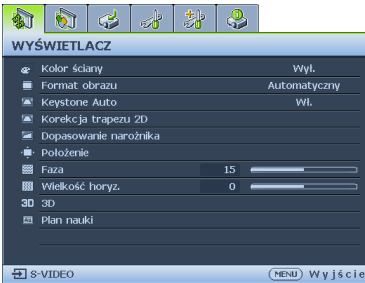 WYŚWIETLACZ
Kolor ściany Wył.
Format obrazu Automatyczny
Keystone Auto Wł.
Korekcja trapezu 2D
Dopasowanie narożnika
Położenie
Faza 15
Wielkość horyz. 0
3D 3D
Plan nauki
S-VIDEO MENU Wyjście